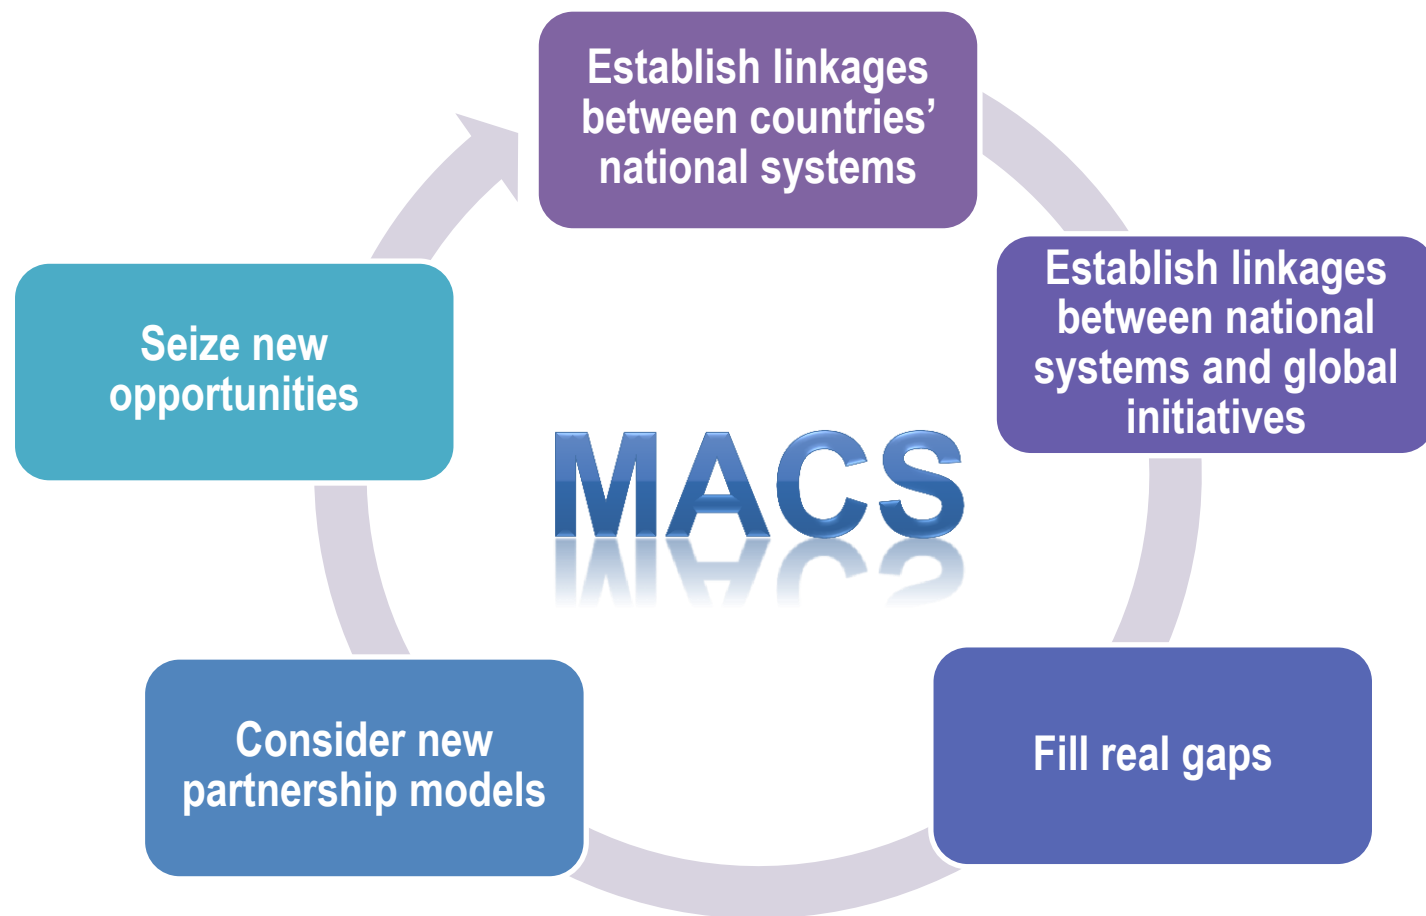 Establish linkages
between countries’
national systems
Establish linkages
between national
systems and global
initiatives
Fill real gaps
Consider new
partnership models
Seize new
opportunities
MACS